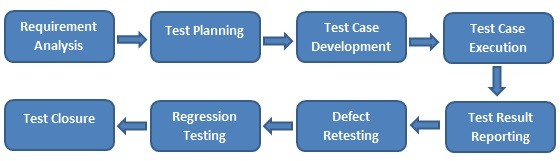 Requirement
Analysis
Test Planning
Test Case
Development
Test Case
Execution
Test Result
Reporting
Defect
Retesting
Regression
Testing
Test Closure